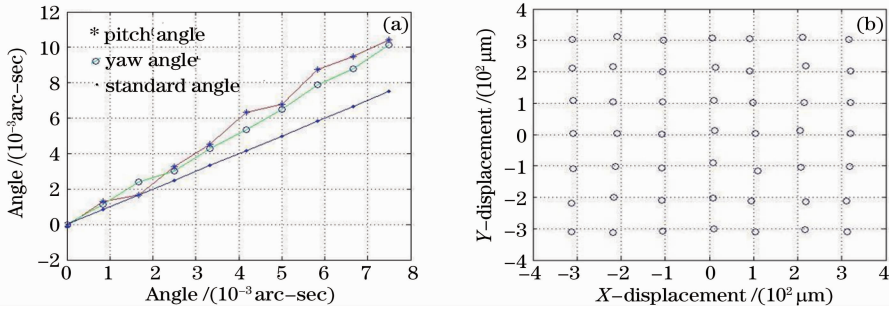 (a)
* pitch angle
yaw angle
standard angle
Angle /(10⁻³arc−sec)
12
10
8
6
4
2
0
−2
0 1 2 3 4 5 6 7 8
Angle /(10⁻³ arc−sec)
(b)
Y−displacement /(10² μm)
4
3
2
1
0
−1
−2
−3
−4
−4 −3 −2 −1 0 1 2 3 4
X−displacement /(10² μm)